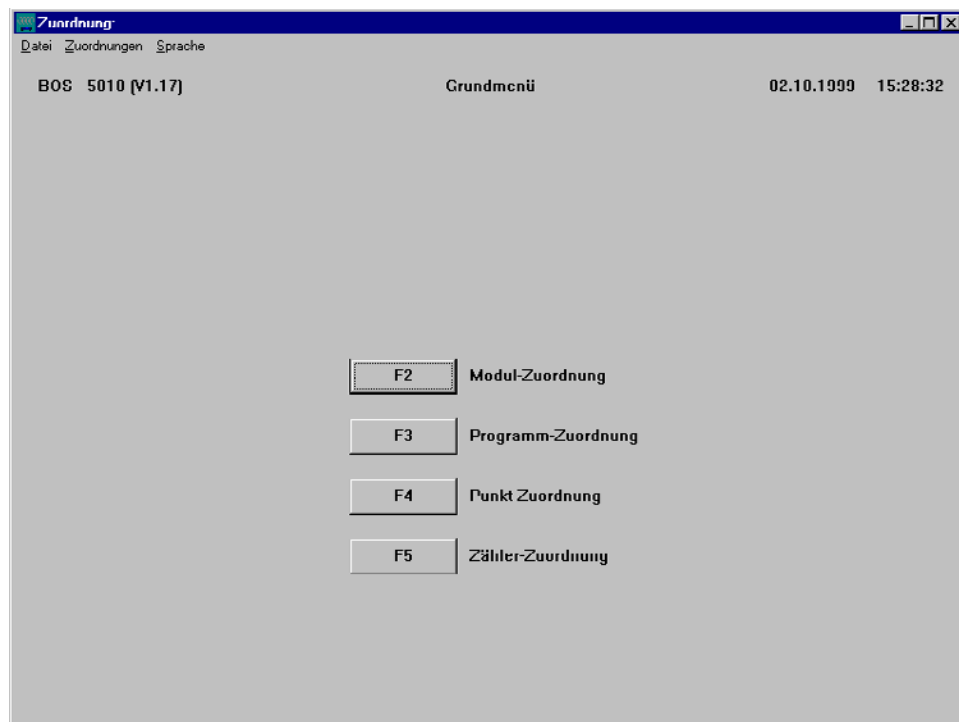 Zuordnung:
Datei Zuordnungen Sprache
BOS 5010 (V1.17) Grundmenü 02.10.1999 15:28:32
F2 Modul-Zuordnung
F3 Programm-Zuordnung
F4 Punkt Zuordnung
F5 Zähler-Zuordnung